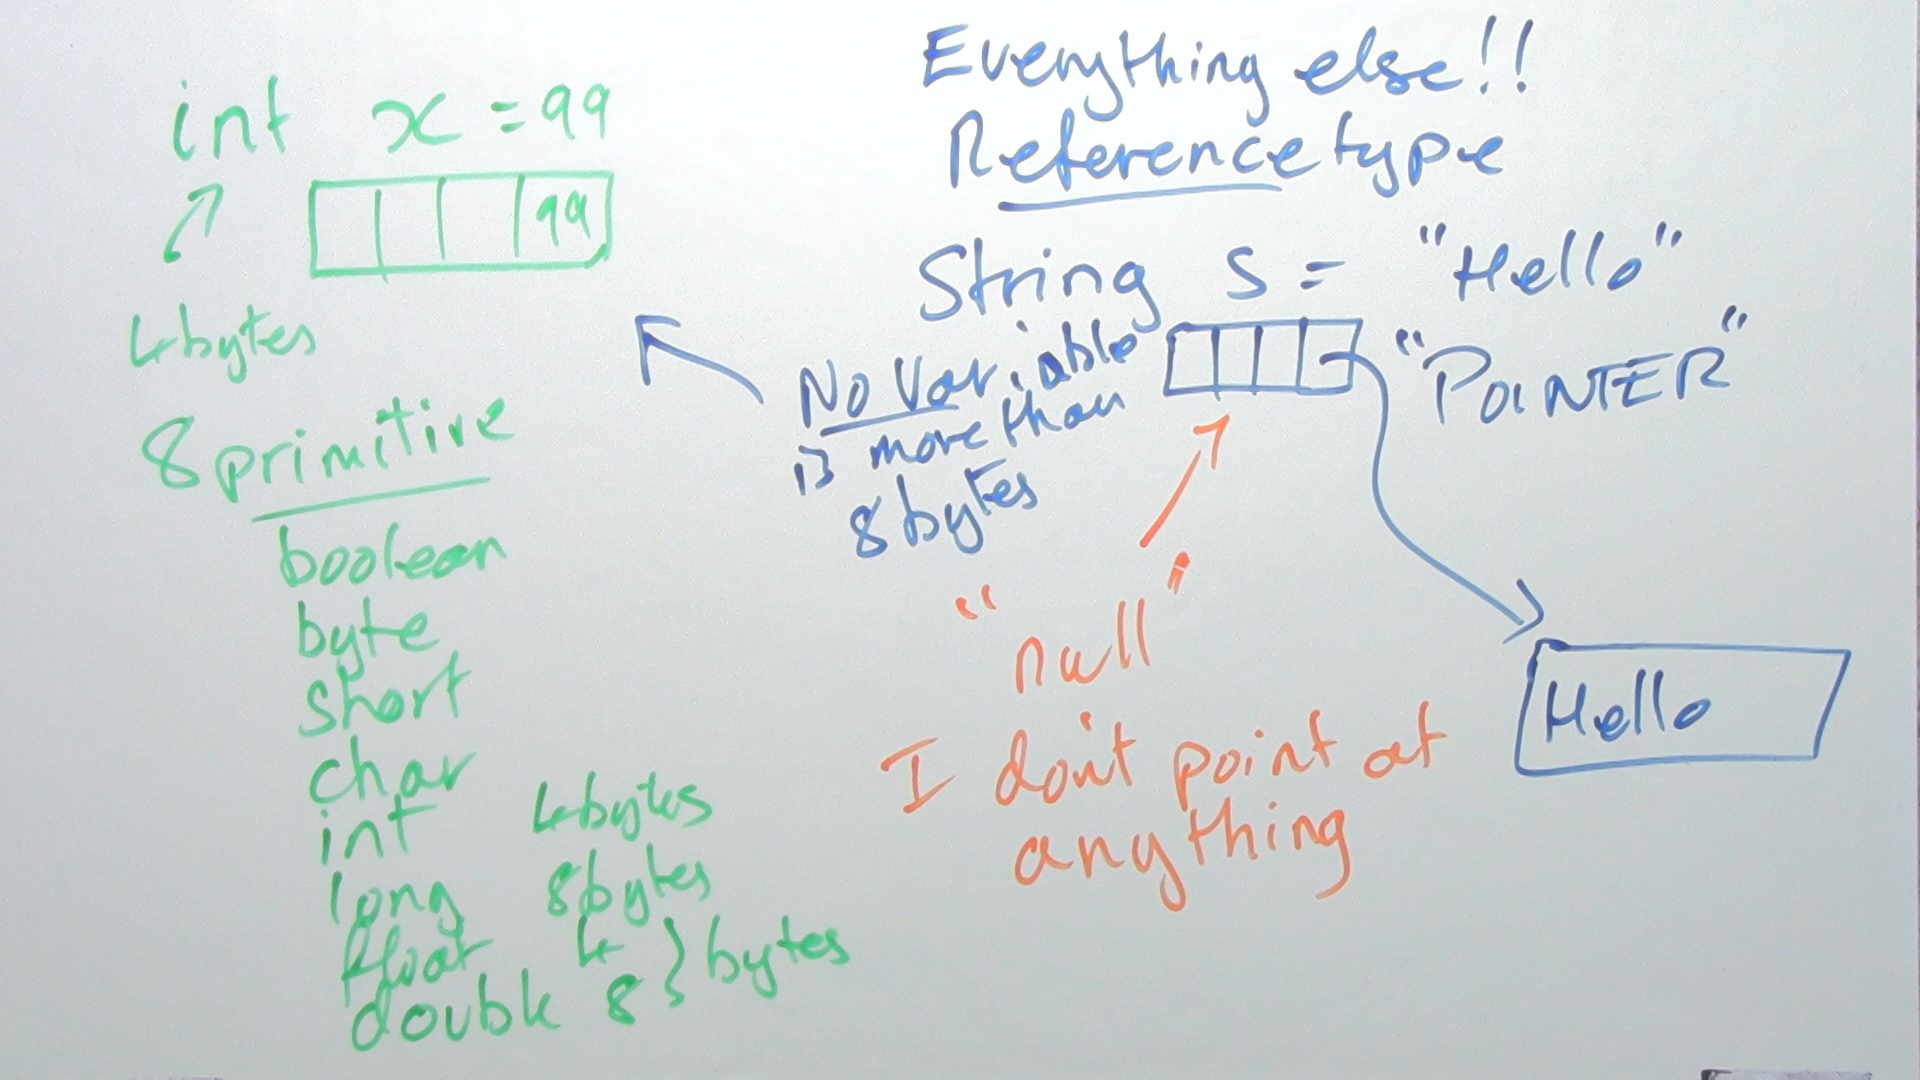 int x = 99
99
4bytes
8 primitive
boolean
byte
short
char
int 4bytes
long 8bytes
float 4
double 8 } bytes
Everything else!!
Reference type
String s = "Hello"
"POINTER"
No Variable
is more than
8 bytes
"null"
I don't point at
anything
Hello